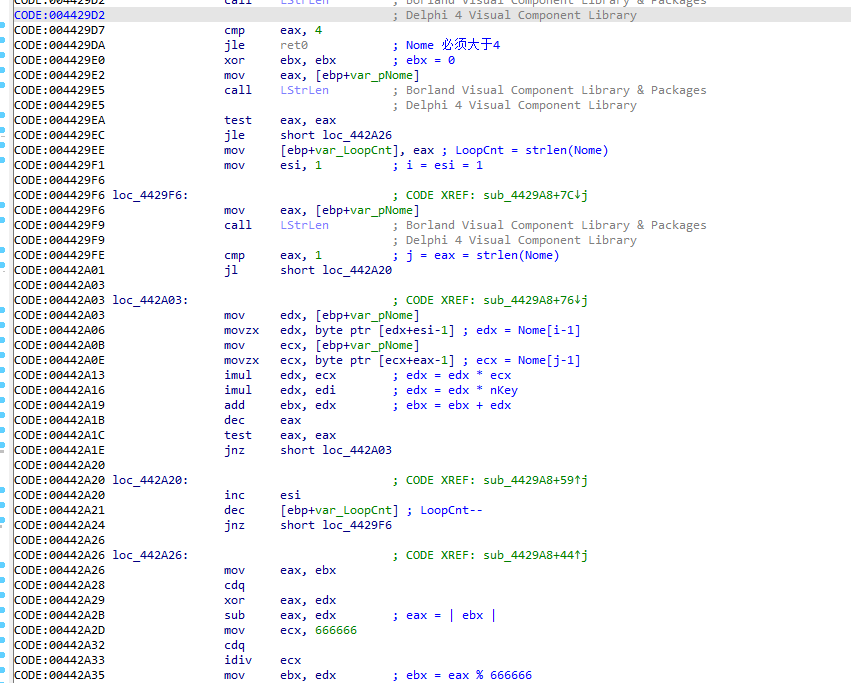 CODE:004429D2 call LStrLen ; Borland Visual Component Library & Packages
CODE:004429D2 ; Delphi 4 Visual Component Library
CODE:004429D7 cmp eax, 4
CODE:004429DA jle ret0 ; Nome 必须大于4
CODE:004429E0 xor ebx, ebx ; ebx = 0
CODE:004429E2 mov eax, [ebp+var_pNome]
CODE:004429E5 call LStrLen ; Borland Visual Component Library & Packages
CODE:004429E5 ; Delphi 4 Visual Component Library
CODE:004429EA test eax, eax
CODE:004429EC jle short loc_442A26
CODE:004429EE mov [ebp+var_LoopCnt], eax ; LoopCnt = strlen(Nome)
CODE:004429F1 mov esi, 1 ; i = esi = 1
CODE:004429F6
CODE:004429F6 loc_4429F6: ; CODE XREF: sub_4429A8+7C↓j
CODE:004429F6 mov eax, [ebp+var_pNome]
CODE:004429F9 call LStrLen ; Borland Visual Component Library & Packages
CODE:004429F9 ; Delphi 4 Visual Component Library
CODE:004429FE cmp eax, 1 ; j = eax = strlen(Nome)
CODE:00442A01 jl short loc_442A20
CODE:00442A03
CODE:00442A03 loc_442A03: ; CODE XREF: sub_4429A8+76↓j
CODE:00442A03 mov edx, [ebp+var_pNome]
CODE:00442A06 movzx edx, byte ptr [edx+esi-1] ; edx = Nome[i-1]
CODE:00442A0B mov ecx, [ebp+var_pNome]
CODE:00442A0E movzx ecx, byte ptr [ecx+eax-1] ; ecx = Nome[j-1]
CODE:00442A13 imul edx, ecx ; edx = edx * ecx
CODE:00442A16 imul edx, edi ; edx = edx * nKey
CODE:00442A19 add ebx, edx ; ebx = ebx + edx
CODE:00442A1B dec eax
CODE:00442A1C test eax, eax
CODE:00442A1E jnz short loc_442A03
CODE:00442A20
CODE:00442A20 loc_442A20: ; CODE XREF: sub_4429A8+59↑j
CODE:00442A20 inc esi
CODE:00442A21 dec [ebp+var_LoopCnt] ; LoopCnt--
CODE:00442A24 jnz short loc_4429F6
CODE:00442A26
CODE:00442A26 loc_442A26: ; CODE XREF: sub_4429A8+44↑j
CODE:00442A26 mov eax, ebx
CODE:00442A28 cdq
CODE:00442A29 xor eax, edx
CODE:00442A2B sub eax, edx ; eax = | ebx |
CODE:00442A2D mov ecx, 666666
CODE:00442A32 cdq
CODE:00442A33 idiv ecx
CODE:00442A35 mov ebx, edx ; ebx = eax % 666666